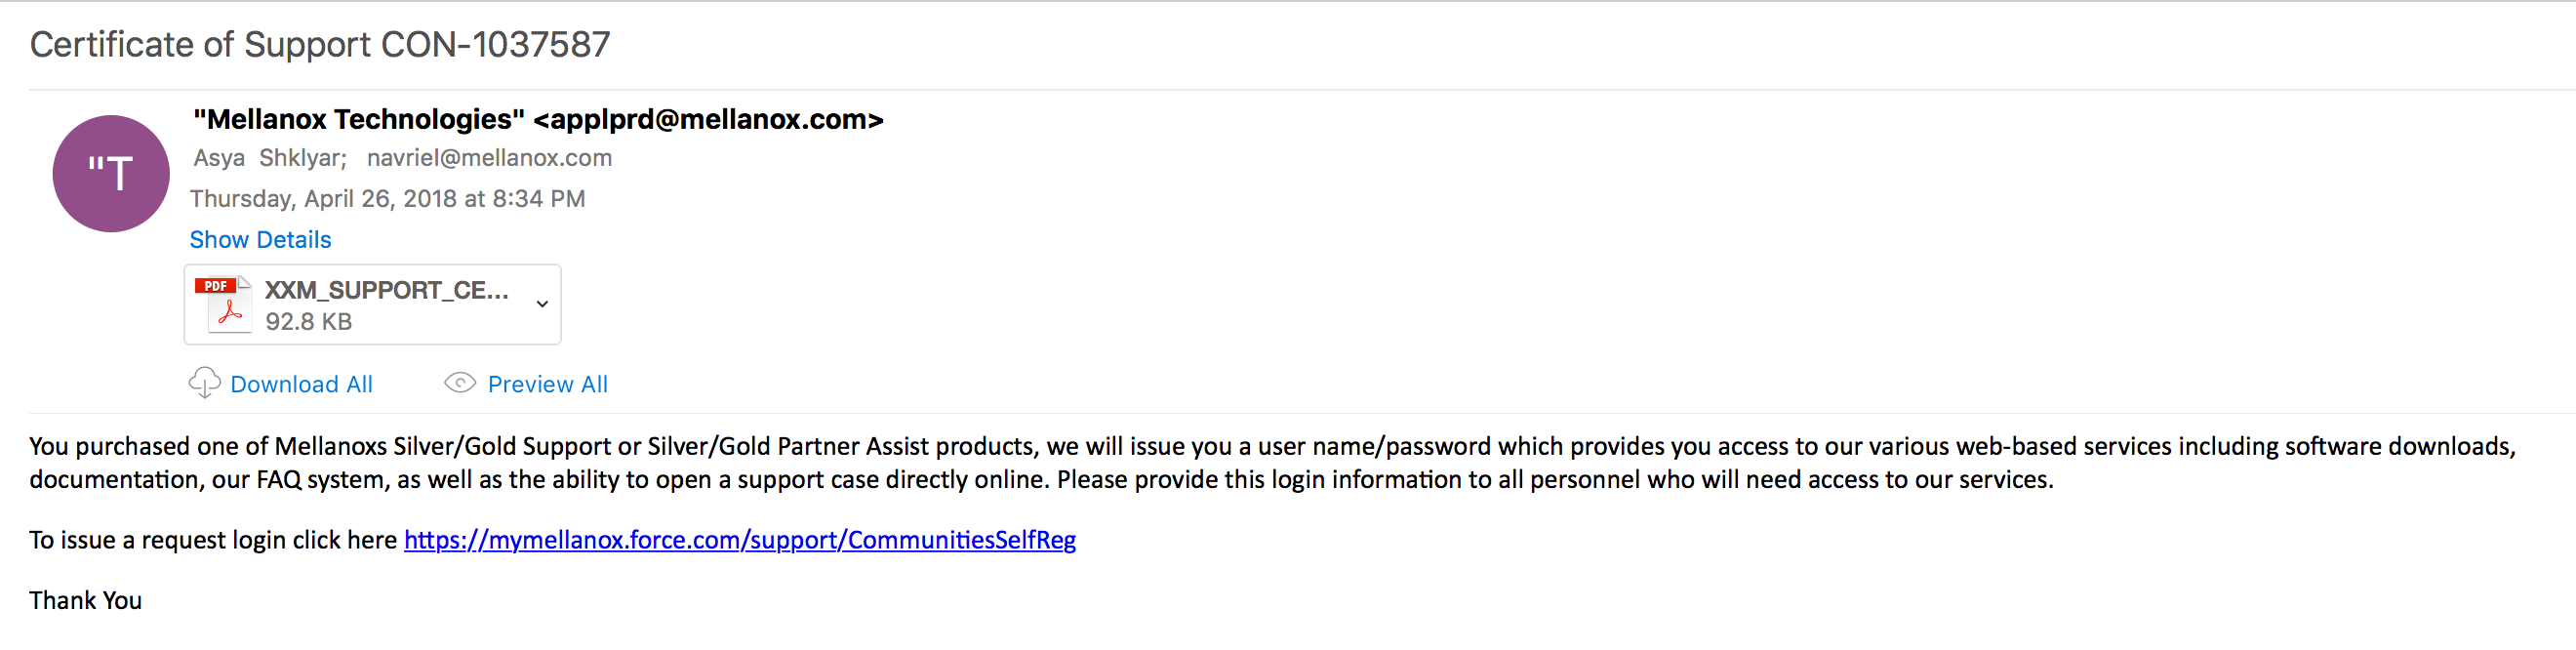 Certificate of Support CON-1037587
"T
"Mellanox Technologies" <applprd@mellanox.com>
Asya Shklyar; navriel@mellanox.com
Thursday, April 26, 2018 at 8:34 PM
Show Details
PDF
XXM_SUPPORT_CE...
92.8 KB
Download All Preview All
You purchased one of Mellanoxs Silver/Gold Support or Silver/Gold Partner Assist products, we will issue you a user name/password which provides you access to our various web-based services including software downloads,
documentation, our FAQ system, as well as the ability to open a support case directly online. Please provide this login information to all personnel who will need access to our services.
To issue a request login click here https://mymellanox.force.com/support/CommunitiesSelfReg
Thank You